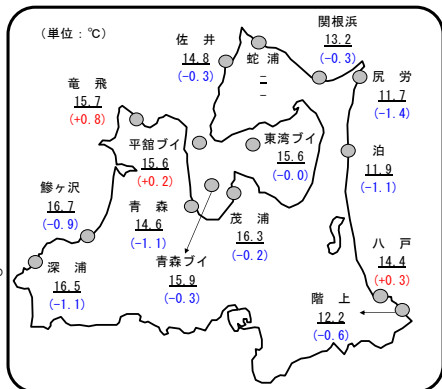 (単位：℃)
佐 井
14.8
(-0.3)
蛇 浦
－
－
関根浜
13.2
(-0.3)
尻 労
11.7
(-1.4)
竜 飛
15.7
(+0.8)
平舘ブイ
15.6
(+0.2)
東湾ブイ
15.6
(-0.0)
泊
11.9
(-1.1)
鰺ヶ沢
16.7
(-0.9)
青 森
14.6
(-1.1)
茂 浦
16.3
(-0.2)
八 戸
14.4
(+0.3)
深 浦
16.5
(-1.1)
青森ブイ
15.9
(-0.3)
階 上
12.2
(-0.6)